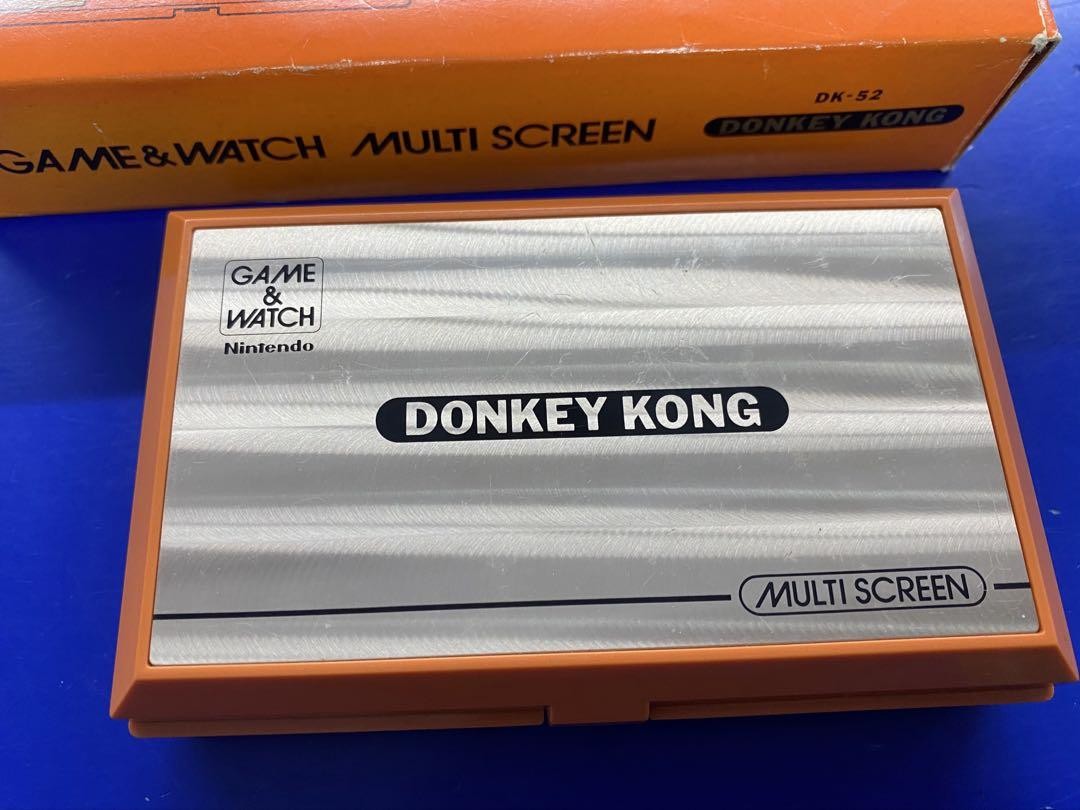 DK-52
GAME&WATCH MULTI SCREEN DONKEY KONG
GAME
&
WATCH
Nintendo
DONKEY KONG
MULTI SCREEN